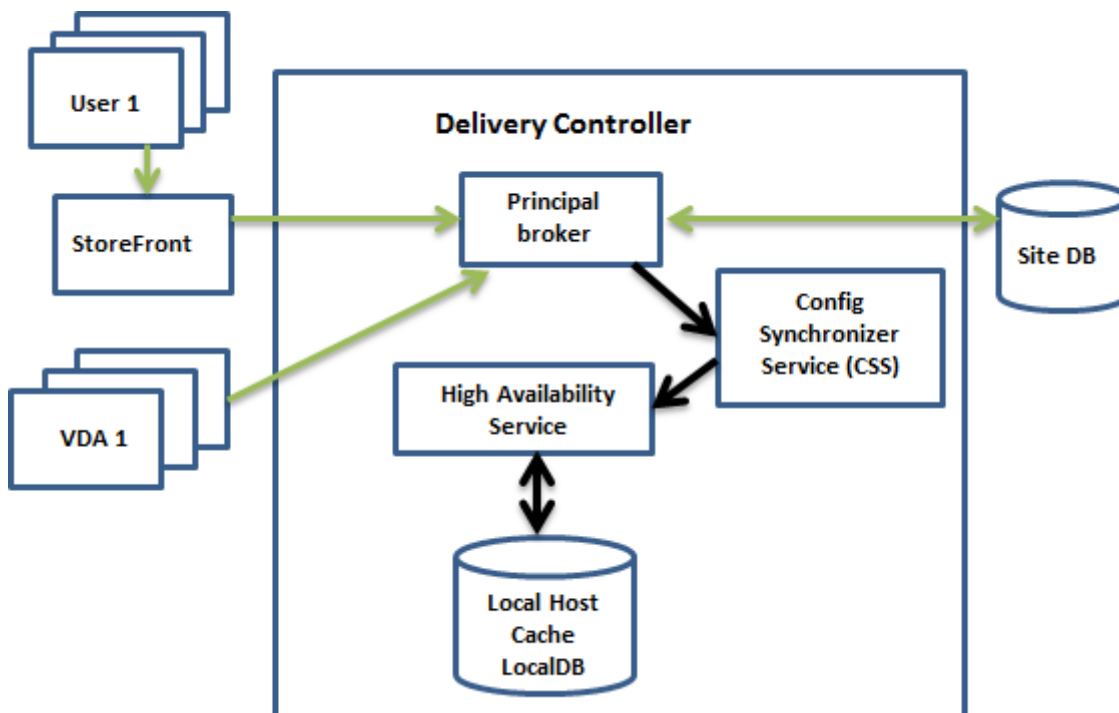 User 1
Delivery Controller
Principal
broker
StoreFront
Site DB
Config
Synchronizer
Service (CSS)
High Availability
Service
VDA 1
Local Host
Cache
LocalDB